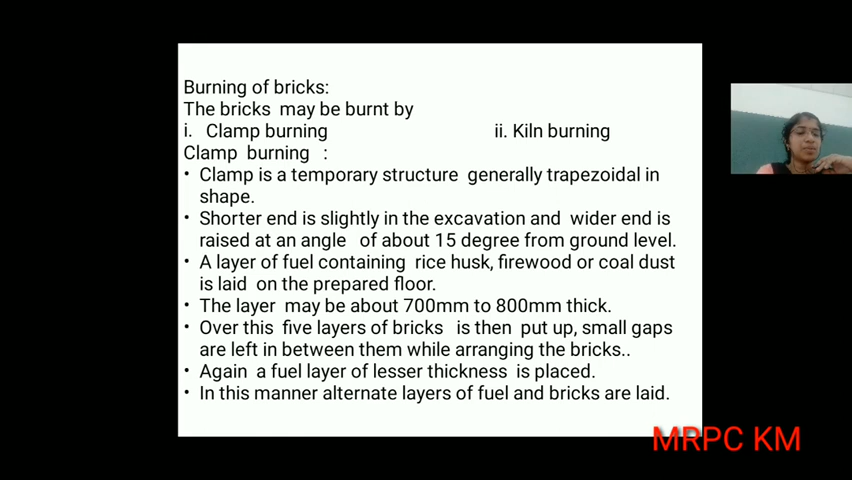 Burning of bricks:
The bricks may be burnt by
i. Clamp burning ii. Kiln burning
Clamp burning :
• Clamp is a temporary structure generally trapezoidal in
shape.
• Shorter end is slightly in the excavation and wider end is
raised at an angle of about 15 degree from ground level.
• A layer of fuel containing rice husk, firewood or coal dust
is laid on the prepared floor.
• The layer may be about 700mm to 800mm thick.
• Over this five layers of bricks is then put up, small gaps
are left in between them while arranging the bricks..
• Again a fuel layer of lesser thickness is placed.
• In this manner alternate layers of fuel and bricks are laid.
MRPC KM